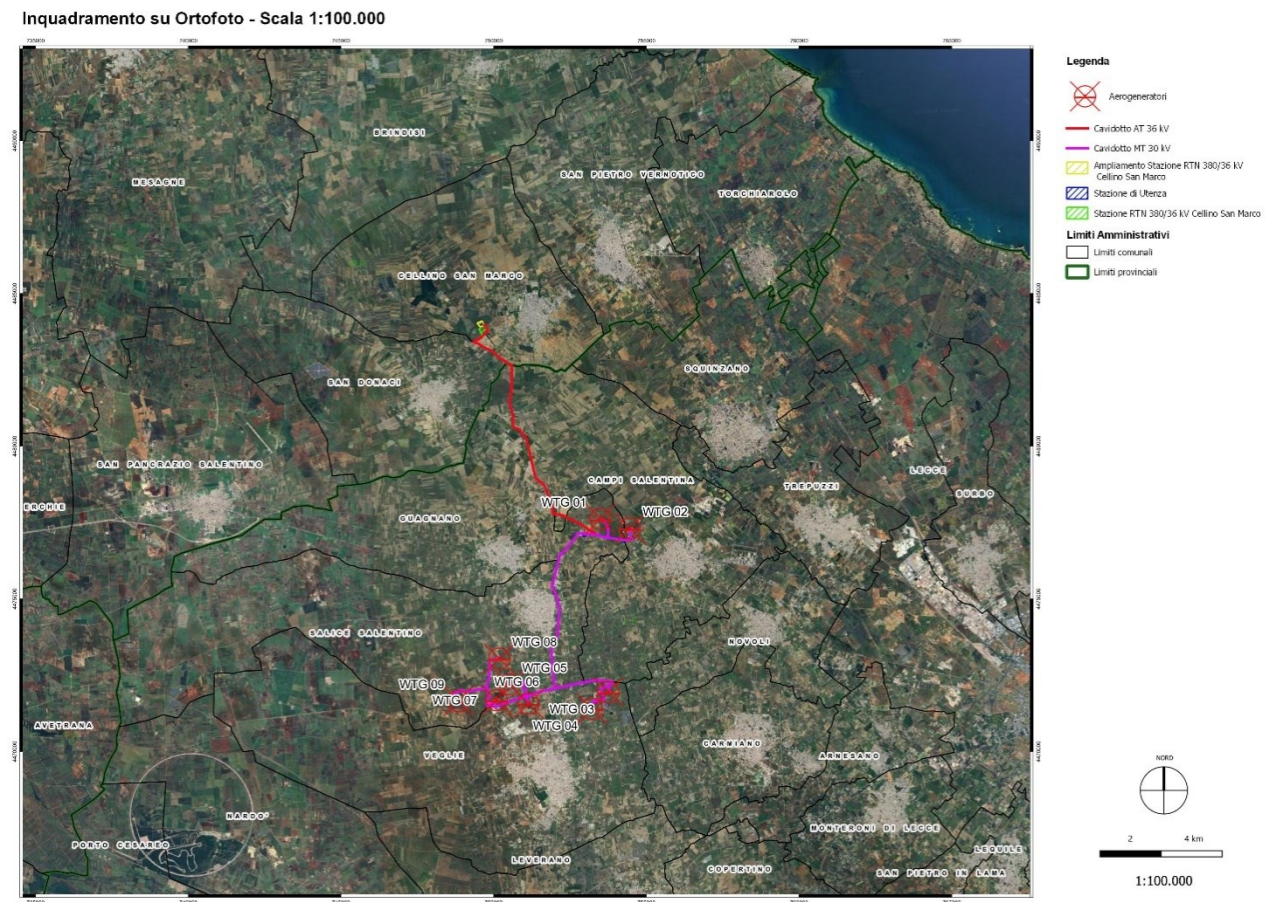 Inquadramento su Ortofoto - Scala 1:100.000
BRINDISI
MESAGNE
SAN PIETRO VERNOTICO
TORCHIAROLO
CELLINO SAN MARCO
SAN DONACI
SQUINZANO
SAN PANCRAZIO SALENTINO
CAMPI SALENTINA
LECCE
TREPUZZI
SURBO
ERCHIE
WTG 01
WTG 02
GUAGNANO
SALICE SALENTINO
NOVOLI
WTG 08
WTG 05
WTG 09
WTG 06
WTG 07
WTG 03
WTG 04
AVETRANA
VEGLIE
CARMIANO
ARNESANO
NARDO'
PORTO CESAREO
MONTERONI DI LECCE
LEVERANO
COPERTINO
LEQUILE
SAN PIETRO IN LAMA
Legenda
Aerogeneratori
Cavidotto AT 36 kV
Cavidotto MT 30 kV
Ampliamento Stazione RTN 380/36 kV
Cellino San Marco
Stazione di Utenza
Stazione RTN 380/36 kV Cellino San Marco
Limiti Amministrativi
Limiti comunali
Limiti provinciali
NORD
2 4 km
1:100.000